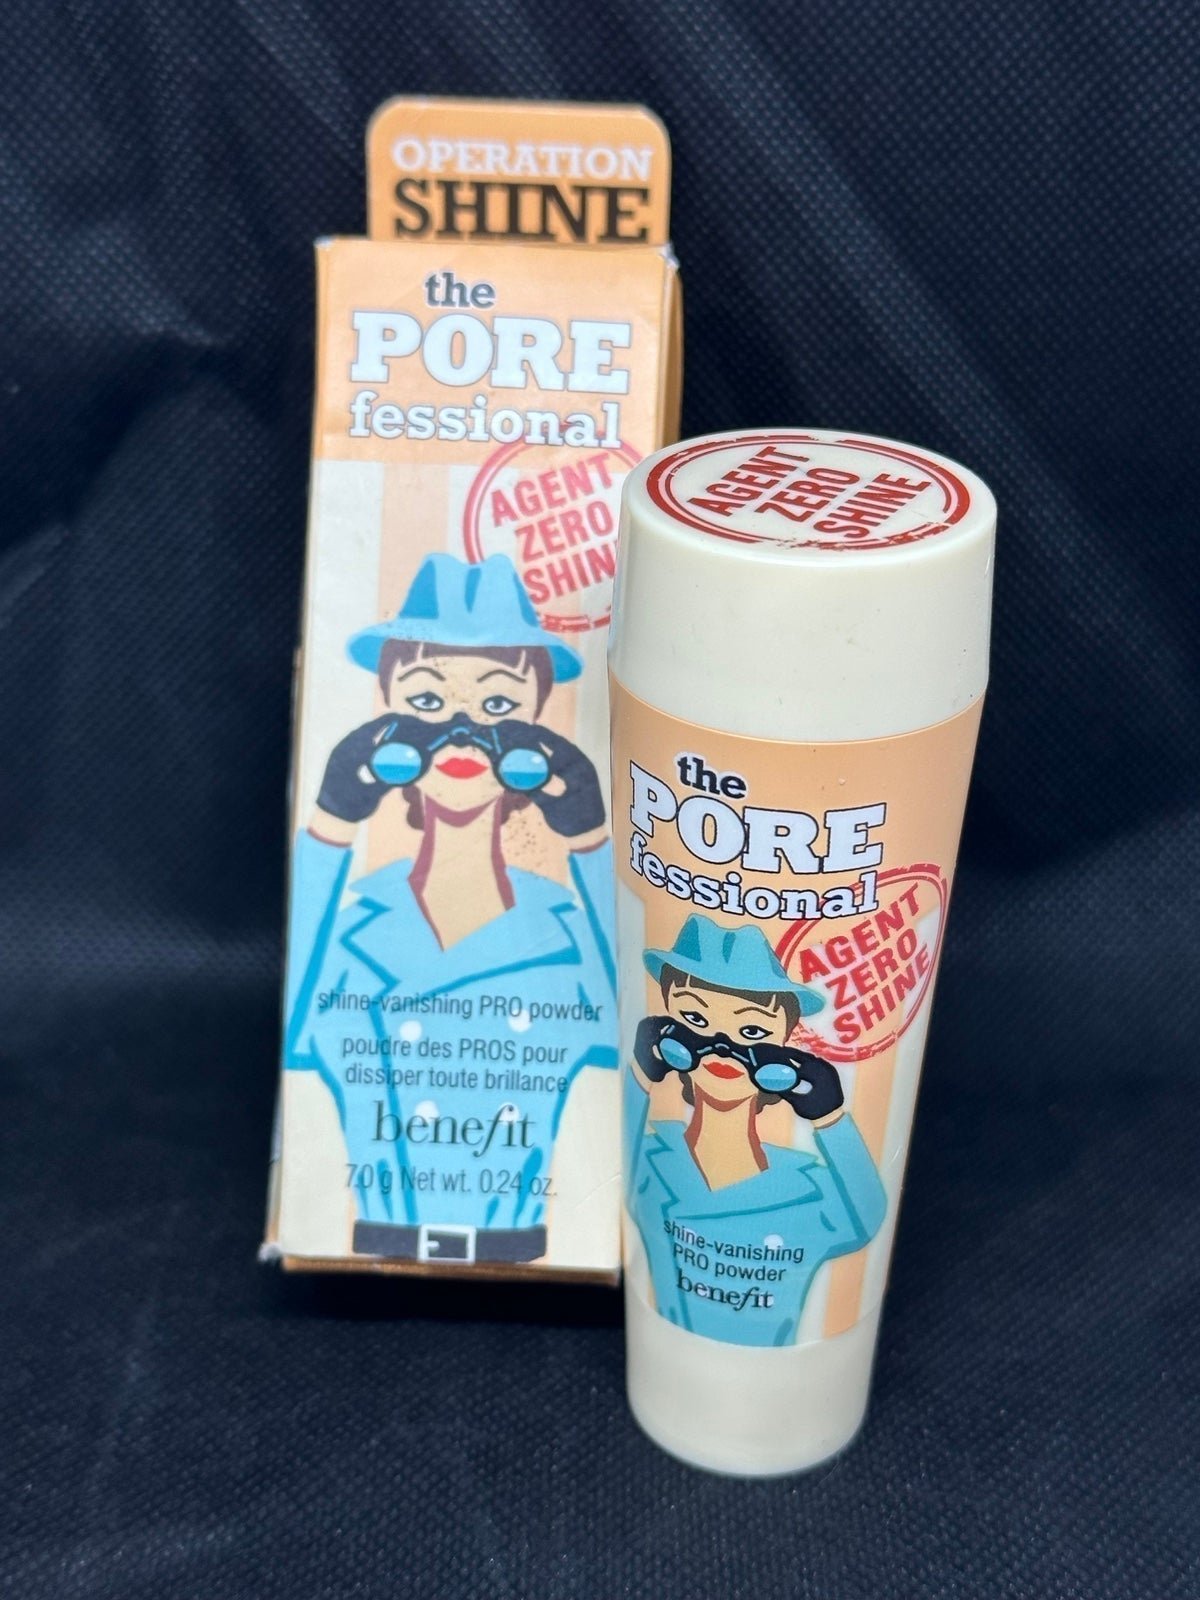 OPERATION
SHINE
the
PORE
fessional
AGENT
ZERO
SHIN
shine-vanishing PRO powder
poudre des PROS pour
dissiper toute brillance
benefit
7.0 g Net wt. 0.24 oz.
AGENT
ZERO
SHINE
the
PORE
fessional
AGENT
ZERO
SHINE
shine-vanishing
PRO powder
benefit